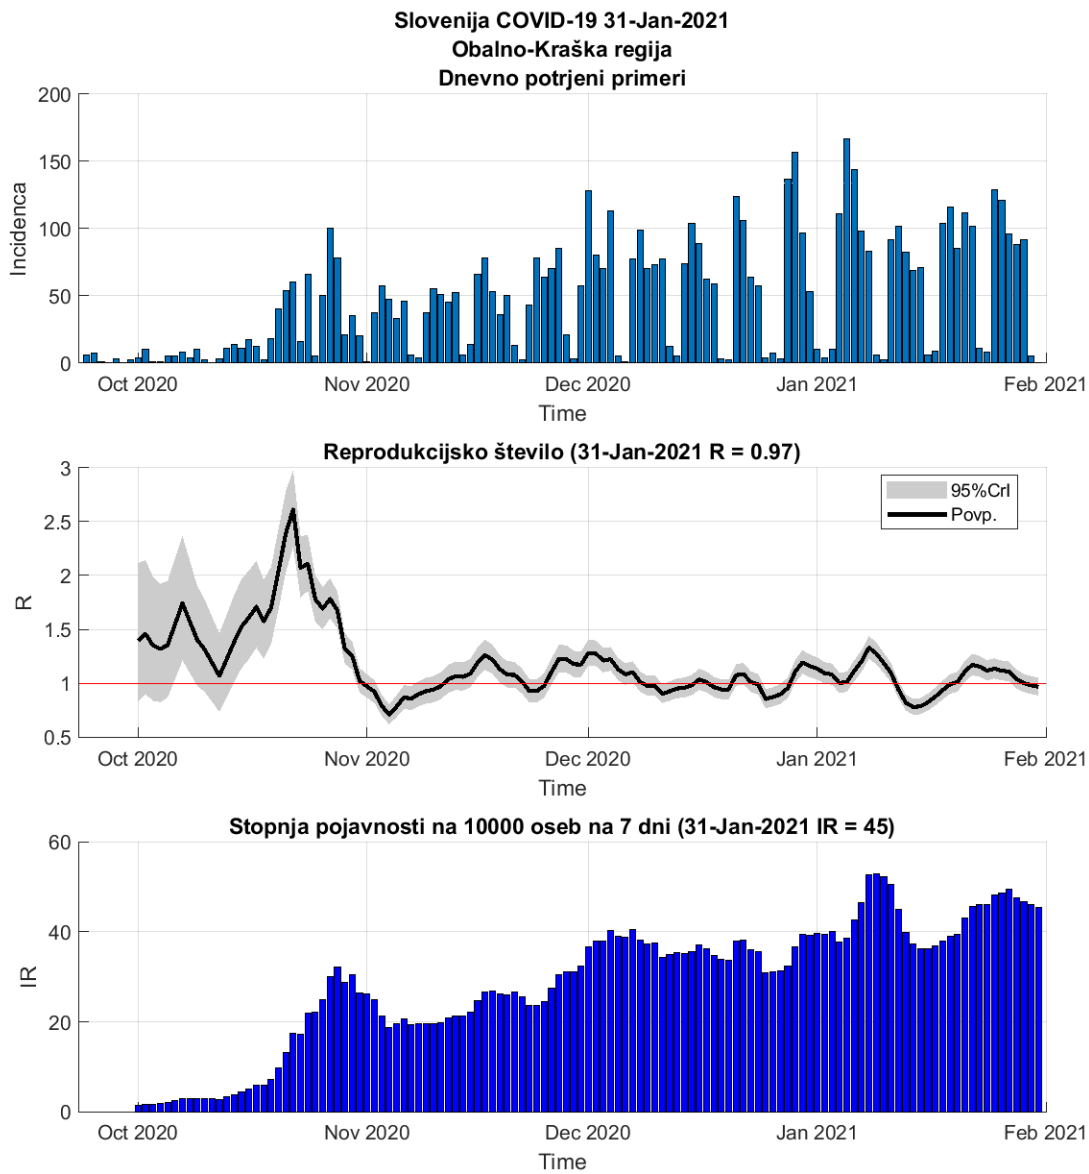 Slovenija COVID-19 31-Jan-2021
Obalno-Kraška regija
Dnevno potrjeni primeri
200
150
100
50
0
Incidenca
Oct 2020 Nov 2020 Dec 2020 Jan 2021 Feb 2021
Time
Reprodukcijsko število (31-Jan-2021 R = 0.97)
3
2.5
2
1.5
1
0.5
R
95%CrI
Povp.
Oct 2020 Nov 2020 Dec 2020 Jan 2021 Feb 2021
Time
Stopnja pojavnosti na 10000 oseb na 7 dni (31-Jan-2021 IR = 45)
60
40
20
0
IR
Oct 2020 Nov 2020 Dec 2020 Jan 2021 Feb 2021
Time